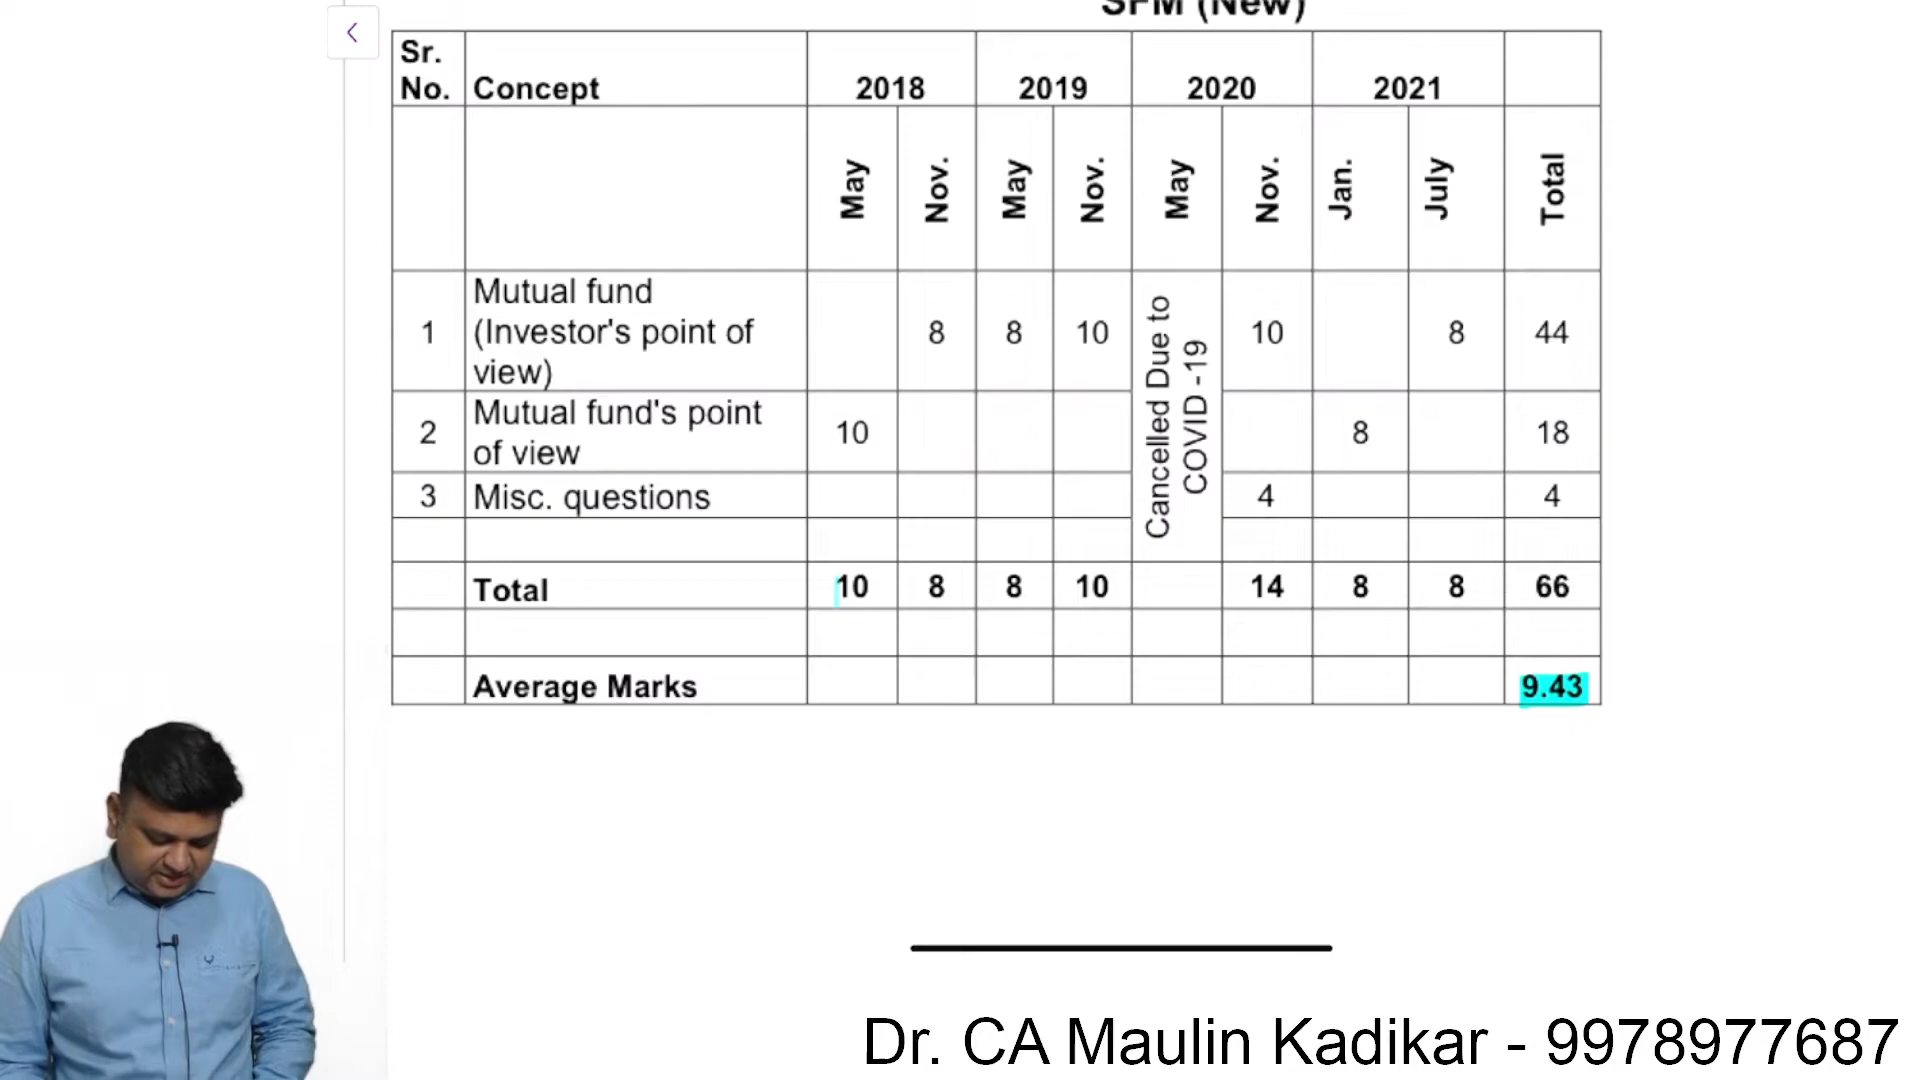 SFM (New)
Sr.
No. Concept 2018 2019 2020 2021
May Nov. May Nov. May Nov. Jan. July Total
1 Mutual fund (Investor's point of view) 8 8 10 10 8 44
2 Mutual fund's point of view 10 8 18
3 Misc. questions 4 4
Cancelled Due to
COVID -19
Total 10 8 8 10 14 8 8 66
Average Marks 9.43
Dr. CA Maulin Kadikar - 9978977687